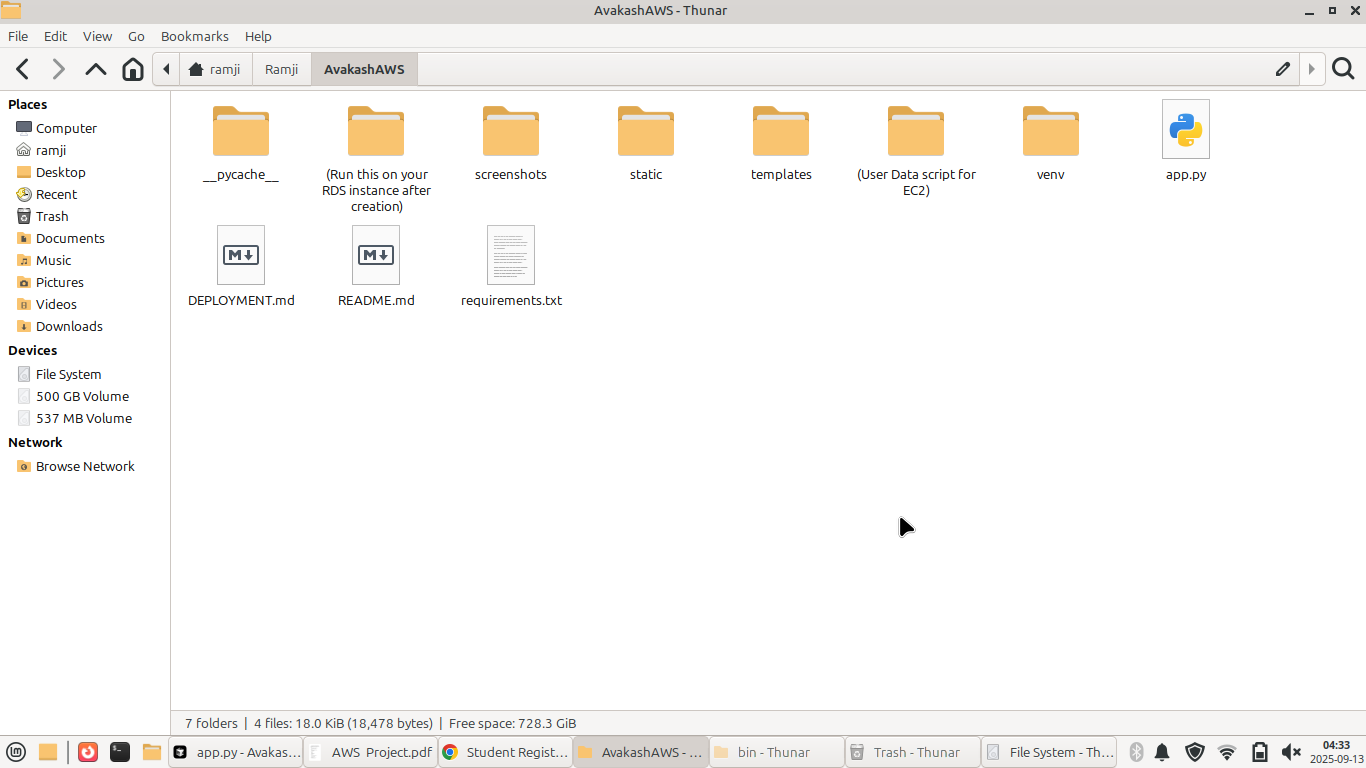 AvakashAWS - Thunar
File Edit View Go Bookmarks Help
ramji Ramji AvakashAWS
Places
Computer
ramji
Desktop
Recent
Trash
Documents
Music
Pictures
Videos
Downloads
Devices
File System
500 GB Volume
537 MB Volume
Network
Browse Network
__pycache__
(Run this on your
RDS instance after
creation)
screenshots
static
templates
(User Data script for
EC2)
venv
app.py
M
DEPLOYMENT.md
M
README.md
requirements.txt
7 folders | 4 files: 18.0 KiB (18,478 bytes) | Free space: 728.3 GiB
app.py - Avakas...
AWS Project.pdf
Student Regist...
AvakashAWS - ...
bin - Thunar
Trash - Thunar
File System - Th...
04:33
2025-09-13